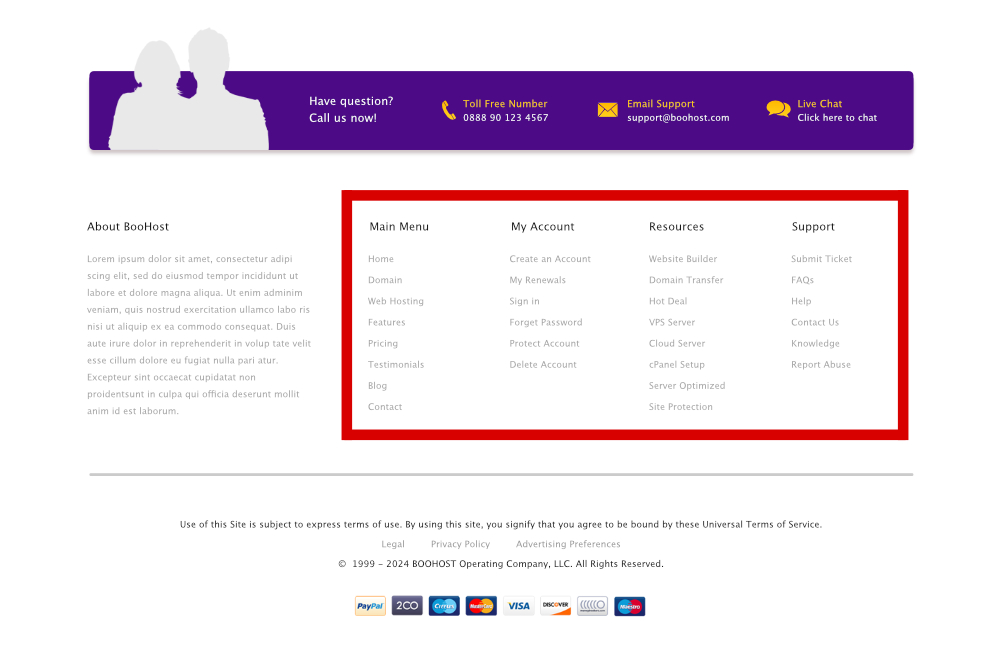 Have question?
Call us now!
Toll Free Number
0888 90 123 4567
Email Support
support@boohost.com
Live Chat
Click here to chat
About BooHost
Lorem ipsum dolor sit amet, consectetur adipi
scing elit, sed do eiusmod tempor incididunt ut
labore et dolore magna aliqua. Ut enim adminim
veniam, quis nostrud exercitation ullamco labo ris
nisi ut aliquip ex ea commodo consequat. Duis
aute irure dolor in reprehenderit in volup tate velit
esse cillum dolore eu fugiat nulla pari atur.
Excepteur sint occaecat cupidatat non
proidentsunt in culpa qui officia deserunt mollit
anim id est laborum.
Main Menu
Home
Domain
Web Hosting
Features
Pricing
Testimonials
Blog
Contact
My Account
Create an Account
My Renewals
Sign in
Forget Password
Protect Account
Delete Account
Resources
Website Builder
Domain Transfer
Hot Deal
VPS Server
Cloud Server
cPanel Setup
Server Optimized
Site Protection
Support
Submit Ticket
FAQs
Help
Contact Us
Knowledge
Report Abuse
Use of this Site is subject to express terms of use. By using this site, you signify that you agree to be bound by these Universal Terms of Service.
Legal Privacy Policy Advertising Preferences
© 1999 - 2024 BOOHOST Operating Company, LLC. All Rights Reserved.
PayPal 2CO Cirrus MasterCard VISA DISCOVER Maestro